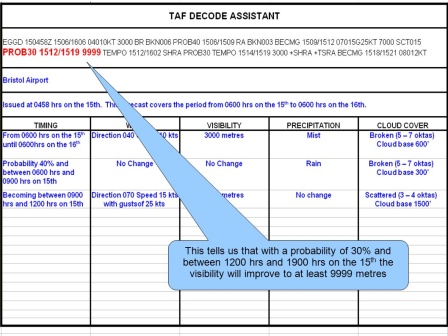 TAF DECODE ASSISTANT
EGGD 150458Z 1506/1606 04010KT 3000 BR BKN006 PROB40 1506/1509 RA BKN003 BECMG 1509/1512 07015G25KT 7000 SCT015
PROB30 1512/1519 9999 TEMPO 1512/1602 SHRA PROB30 TEMPO 1514/1519 3000 +SHRA +TSRA BECMG 1518/1521 08012KT
Bristol Airport
Issued at 0458 hrs on the 15th. This forecast covers the period from 0600 hrs on the 15th to 0600 hrs on the 16th.
TIMING W VISIBILITY PRECIPITATION CLOUD COVER
From 0600 hrs on the 15th Direction 040 10 kts 3000 metres Mist Broken (5 – 7 oktas)
until 0600hrs on the 16th Cloud base 600'
Probability 40% and No Change No Change Rain Broken (5 – 7 oktas)
between 0600 hrs and Cloud base 300'
0900 hrs on 15th
Becoming between 0900 Direction 070 Speed 15 kts metres No change Scattered (3 – 4 oktas)
hrs and 1200 hrs on 15th with gusts of 25 kts Cloud base 1500'
This tells us that with a probability of 30% and
between 1200 hrs and 1900 hrs on the 15th the
visibility will improve to at least 9999 metres